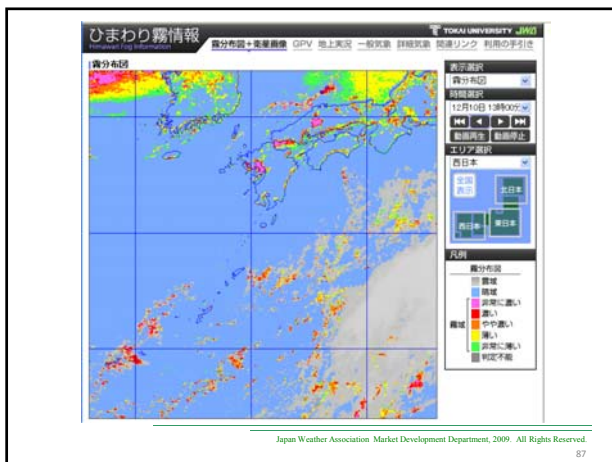 ひまわり霧情報
Himawari Fog Information
TOKAI UNIVERSITY JWA
霧分布図+衛星画像 GPV 地上実況 一般気象 詳細気象 関連リンク 利用の手引き
霧分布図
表示選択
霧分布図
時間選択
12月10日 13時00分
動画再生 動画停止
エリア選択
西日本
全国
表示
北日本
西日本
東日本
凡例
霧分布図
雲域
晴域
霧域
非常に濃い
濃い
やや濃い
薄い
非常に薄い
判定不能
Japan Weather Association Market Development Department, 2009. All Rights Reserved.
87